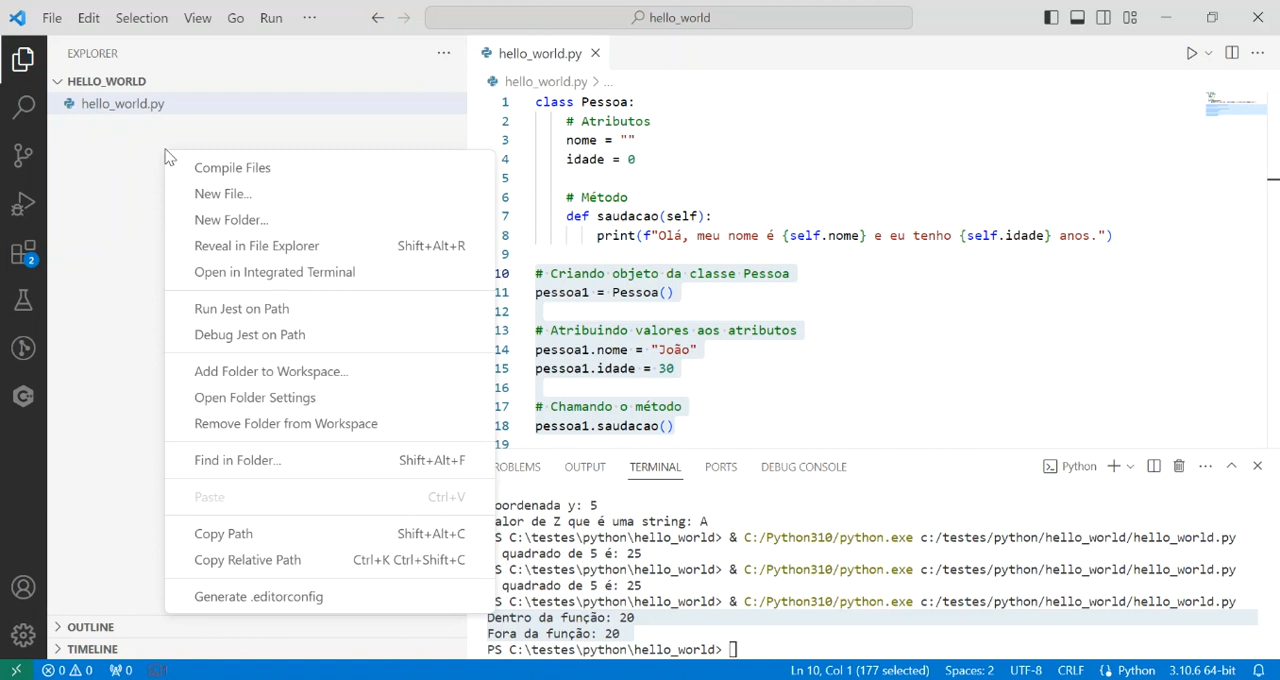 File Edit Selection View Go Run ··· hello_world
EXPLORER ···
HELLO_WORLD
hello_world.py
Compile Files
New File...
New Folder...
Reveal in File Explorer Shift+Alt+R
Open in Integrated Terminal
Run Jest on Path
Debug Jest on Path
Add Folder to Workspace...
Open Folder Settings
Remove Folder from Workspace
Find in Folder... Shift+Alt+F
Paste Ctrl+V
Copy Path Shift+Alt+C
Copy Relative Path Ctrl+K Ctrl+Shift+C
Generate .editorconfig
2
OUTLINE
TIMELINE
hello_world.py
hello_world.py > ...
1 class Pessoa:
2 # Atributos
3 nome = ""
4 idade = 0
5
6 # Método
7 def saudacao(self):
8 print(f"Olá, meu nome é {self.nome} e eu tenho {self.idade} anos.")
9
10 # Criando objeto da classe Pessoa
11 pessoa1 = Pessoa()
12
13 # Atribuindo valores aos atributos
14 pessoa1.nome = "João"
15 pessoa1.idade = 30
16
17 # Chamando o método
18 pessoa1.saudacao()
19
ROBLEMS OUTPUT TERMINAL PORTS DEBUG CONSOLE Python
oordenada y: 5
alor de Z que é uma string: A
S C:\testes\python\hello_world> & C:/Python310/python.exe c:/testes/python/hello_world/hello_world.py
quadrado de 5 é: 25
S C:\testes\python\hello_world> & C:/Python310/python.exe c:/testes/python/hello_world/hello_world.py
quadrado de 5 é: 25
S C:\testes\python\hello_world> & C:/Python310/python.exe c:/testes/python/hello_world/hello_world.py
Dentro da função: 20
Fora da função: 20
PS C:\testes\python\hello_world>
0 0 0 Ln 10, Col 1 (177 selected) Spaces: 2 UTF-8 CRLF Python 3.10.6 64-bit